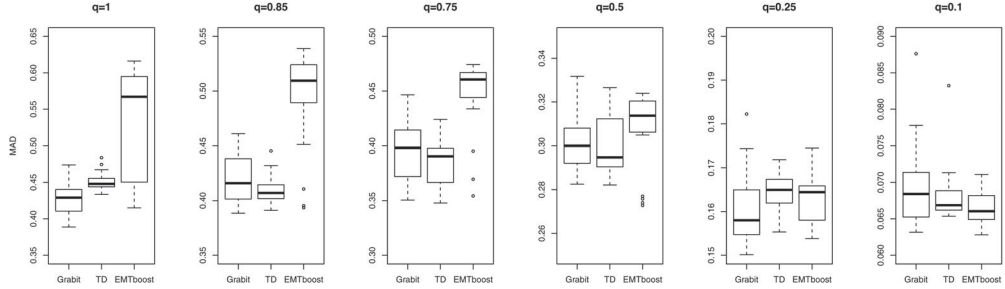 q=1
q=0.85
q=0.75
q=0.5
q=0.25
q=0.1
MAD
0.65
0.60
0.55
0.50
0.45
0.40
0.35
Grabit TD EMTboost
0.55
0.50
0.45
0.40
0.35
Grabit TD EMTboost
0.50
0.45
0.40
0.35
0.30
Grabit TD EMTboost
0.34
0.32
0.30
0.28
0.26
Grabit TD EMTboost
0.20
0.19
0.18
0.17
0.16
0.15
Grabit TD EMTboost
0.090
0.085
0.080
0.075
0.070
0.065
0.060
Grabit TD EMTboost